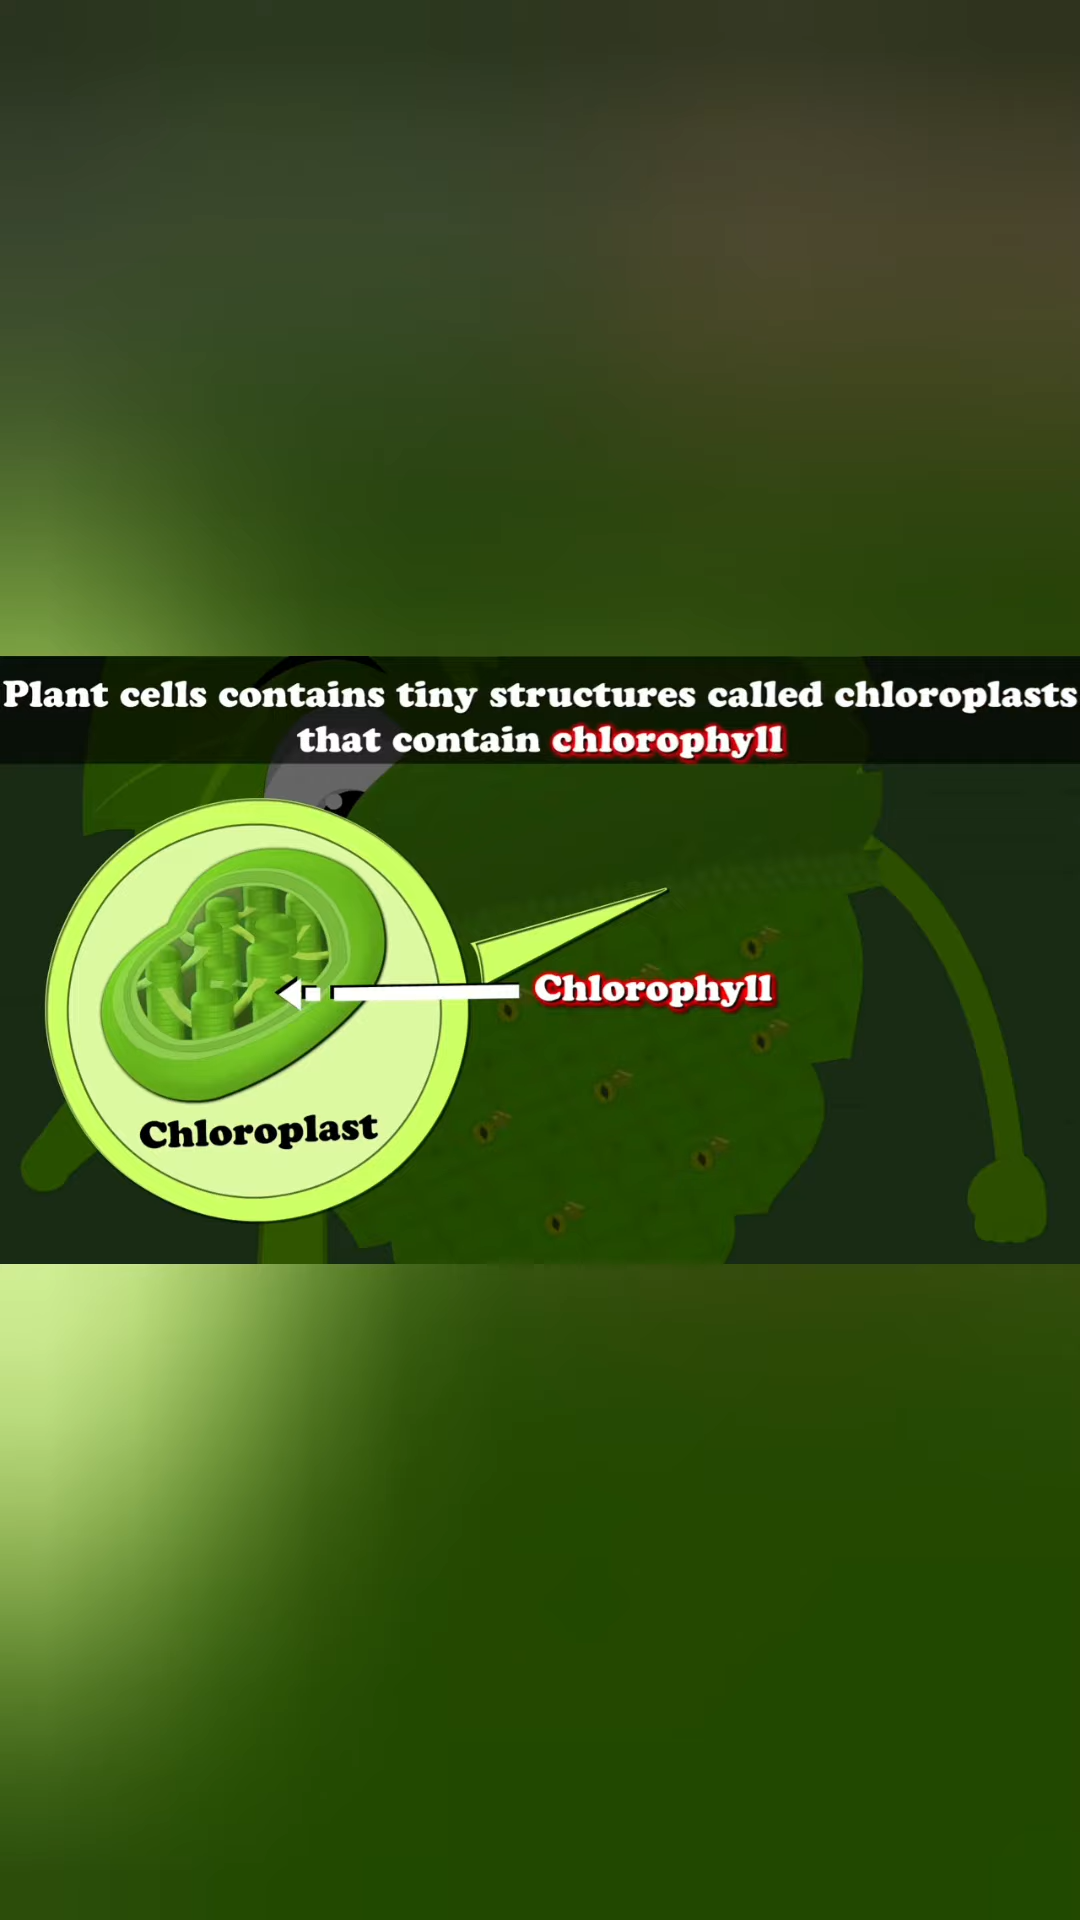 Plant cells contains tiny structures called chloroplasts
that contain chlorophyll
Chlorophyll
Chloroplast